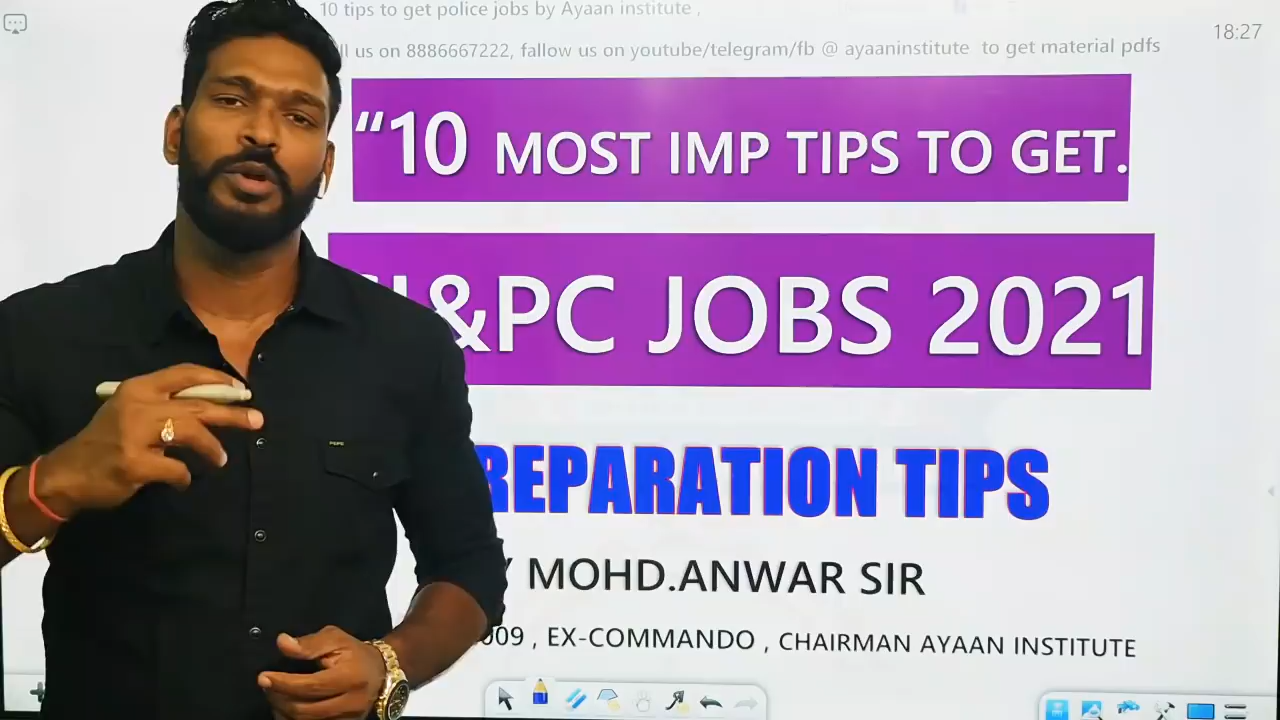 10 tips to get police jobs by Ayaan institute ,
us on 8886667222, fallow us on youtube/telegram/fb @ ayaaninstitute to get material pdfs
18:27
“10 MOST IMP TIPS TO GET.
&PC JOBS 2021
REPARATION TIPS
MOHD.ANWAR SIR
009 , EX-COMMANDO , CHAIRMAN AYAAN INSTITUTE